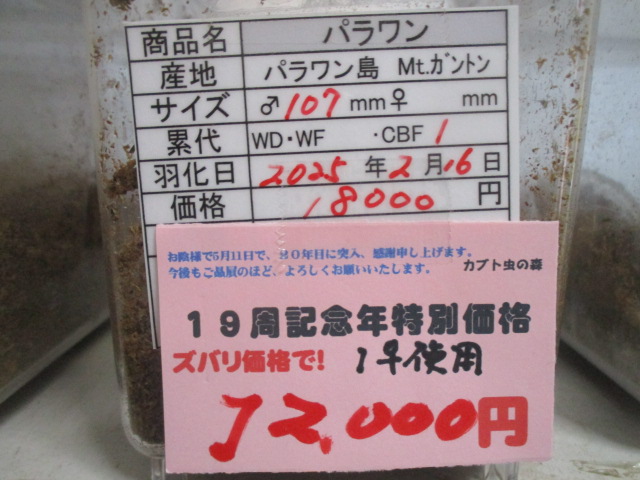 商品名 パラワン
産地 パラワン島 Mt.ガントン
サイズ ♂107mm♀ mm
累代 WD・WF ・CBF1
羽化日 2025年2月16日
価格 18000円
お陰様で5月11日で、20年目に突入、感謝申し上げます。
今後もご贔屓のほど、よろしくお願いいたします。 カブト虫の森
19周記念年特別価格
ズバリ価格で! 1年使用
12,000円